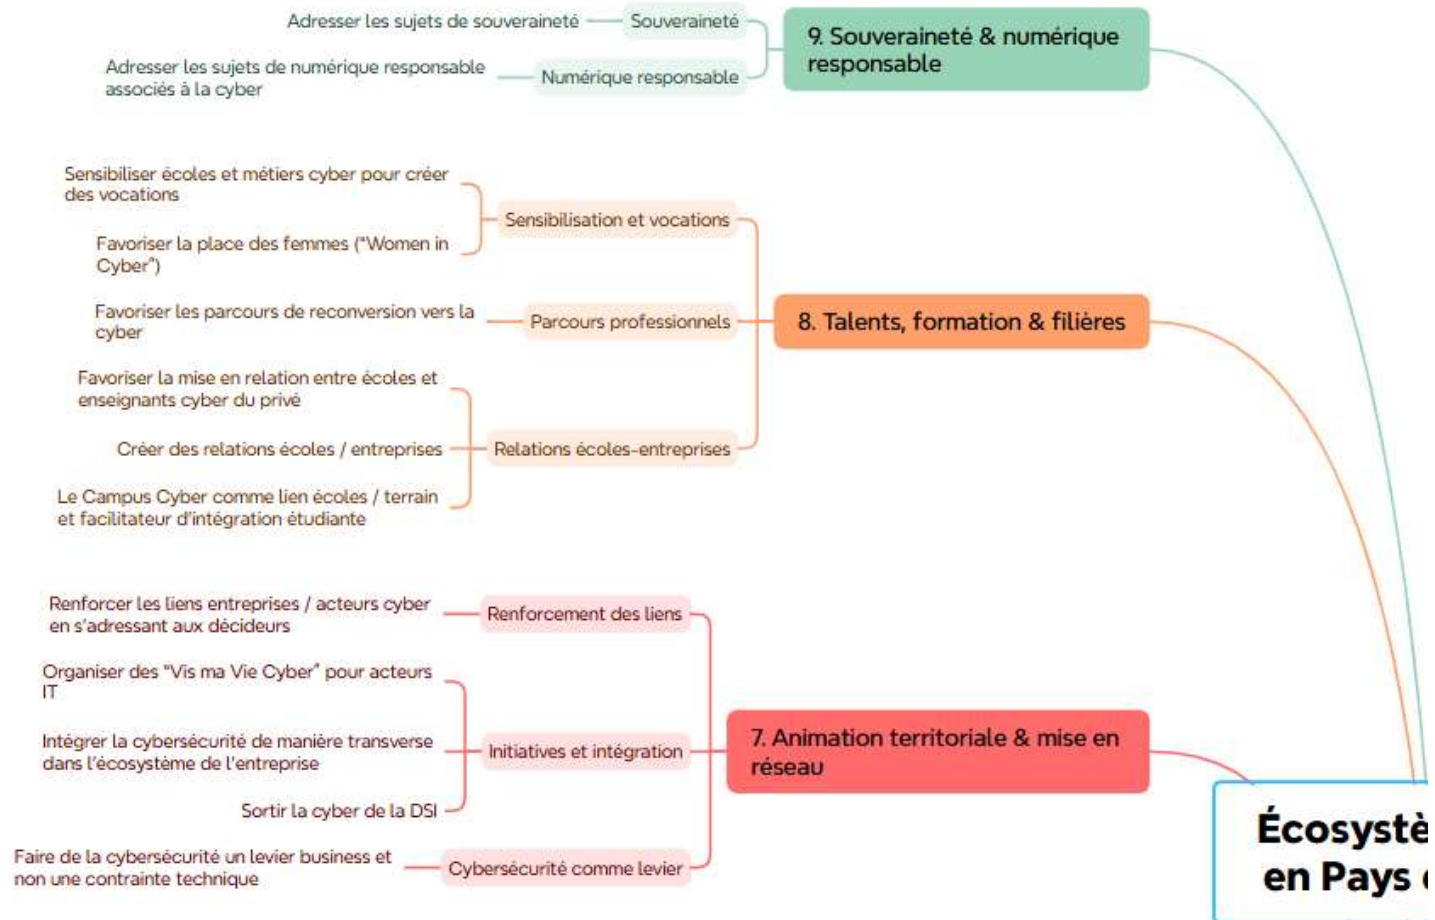 Adresser les sujets de souveraineté
Souveraineté
9. Souveraineté & numérique
responsable
Adresser les sujets de numérique responsable
associés à la cyber
Numérique responsable
Sensibiliser écoles et métiers cyber pour créer
des vocations
Sensibilisation et vocations
Favoriser la place des femmes ("Women in
Cyber")
Favoriser les parcours de reconversion vers la
cyber
Parcours professionnels
8. Talents, formation & filières
Favoriser la mise en relation entre écoles et
enseignants cyber du privé
Créer des relations écoles / entreprises
Relations écoles-entreprises
Le Campus Cyber comme lien écoles / terrain
et facilitateur d'intégration étudiante
Renforcer les liens entreprises / acteurs cyber
en s'adressant aux décideurs
Renforcement des liens
Organiser des "Vis ma Vie Cyber" pour acteurs
IT
Intégrer la cybersécurité de manière transverse
dans l'écosystème de l'entreprise
Initiatives et intégration
7. Animation territoriale & mise en
réseau
Sortir la cyber de la DSI
Faire de la cybersécurité un levier business et
non une contrainte technique
Cybersécurité comme levier
Écosystè
en Pays